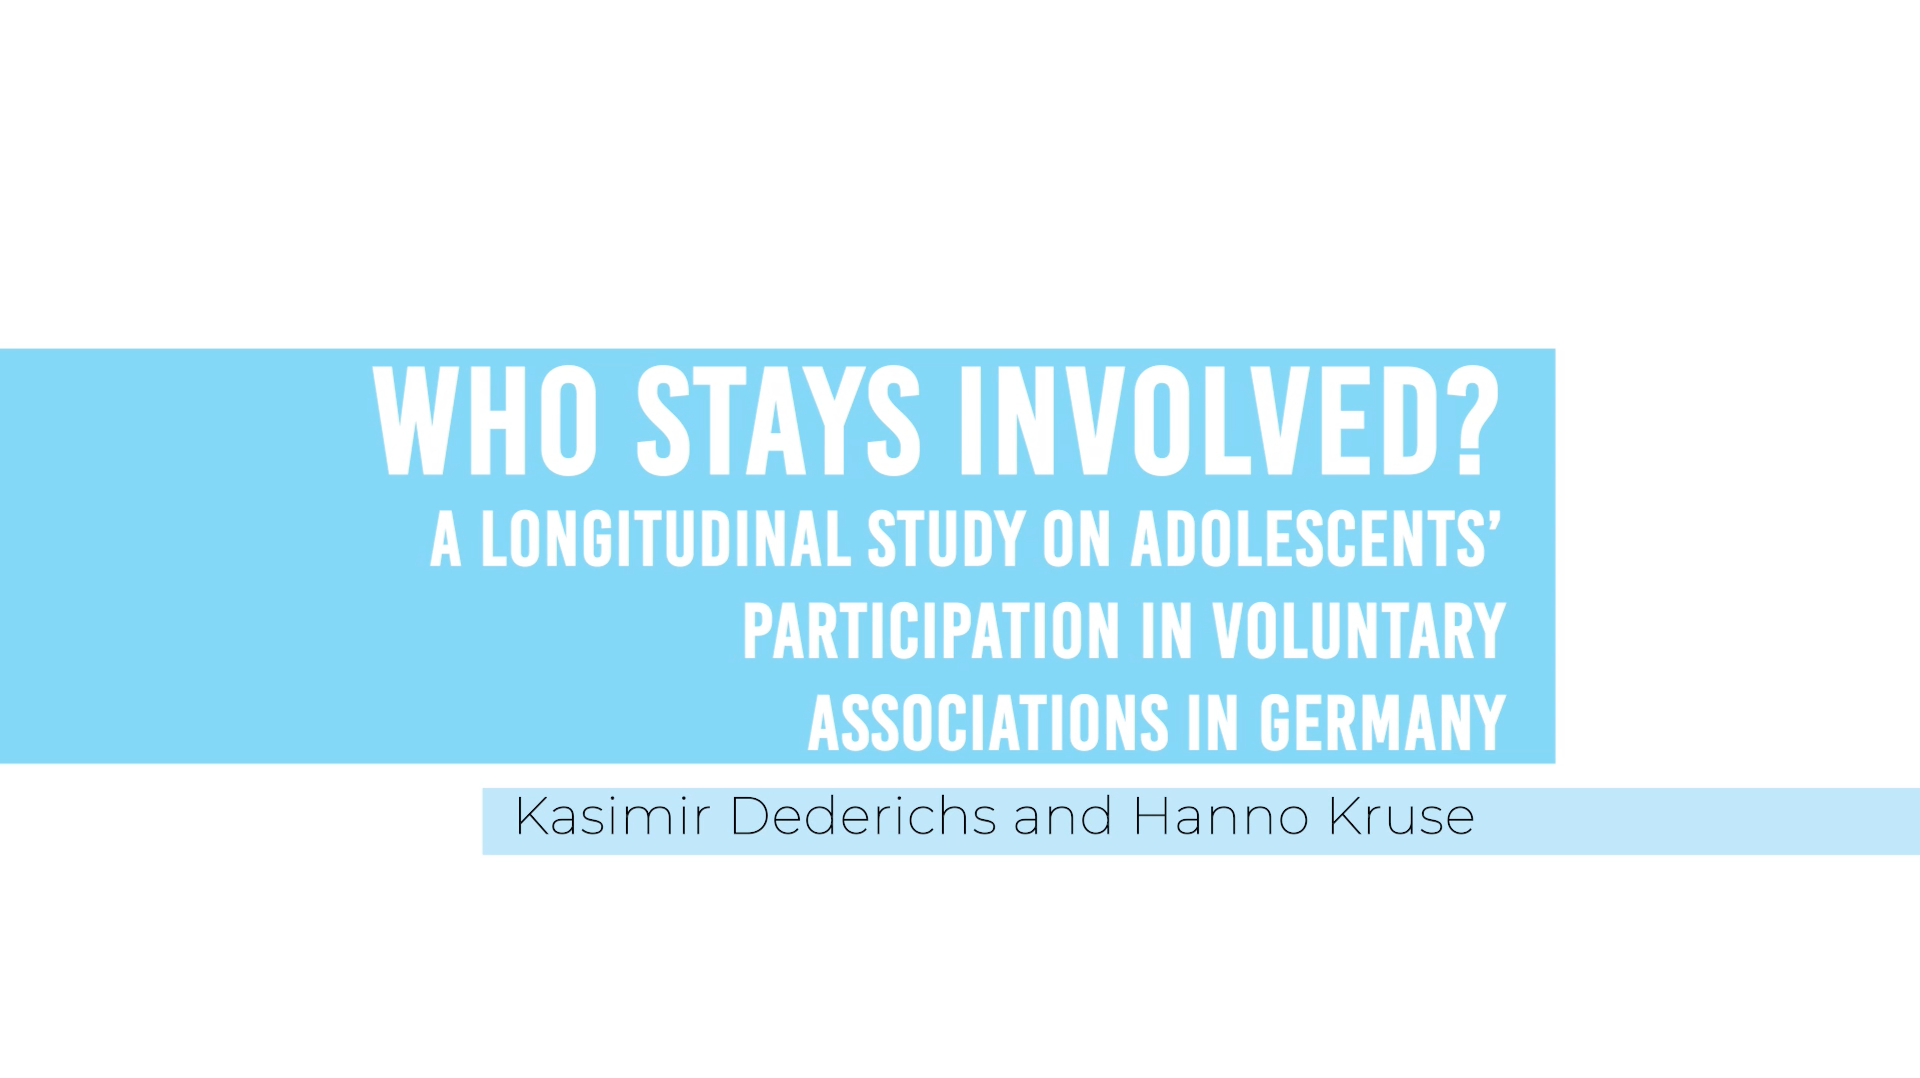 WHO STAYS INVOLVED?
A LONGITUDINAL STUDY ON ADOLESCENTS’
PARTICIPATION IN VOLUNTARY
ASSOCIATIONS IN GERMANY
Kasimir Dederichs and Hanno Kruse